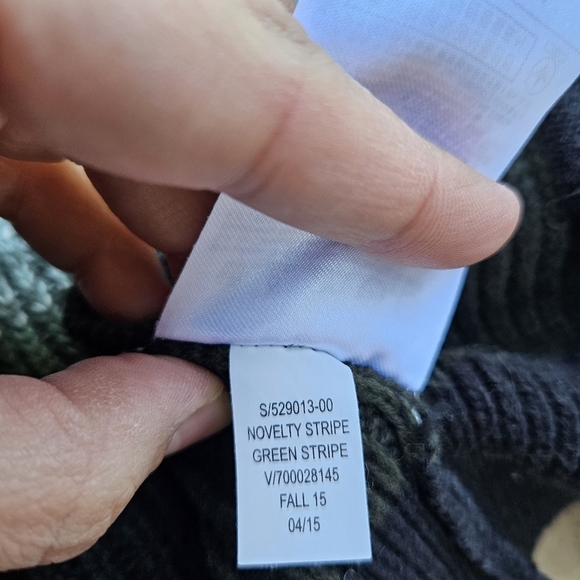 S/529013-00
NOVELTY STRIPE
GREEN STRIPE
V/700028145
FALL 15
04/15